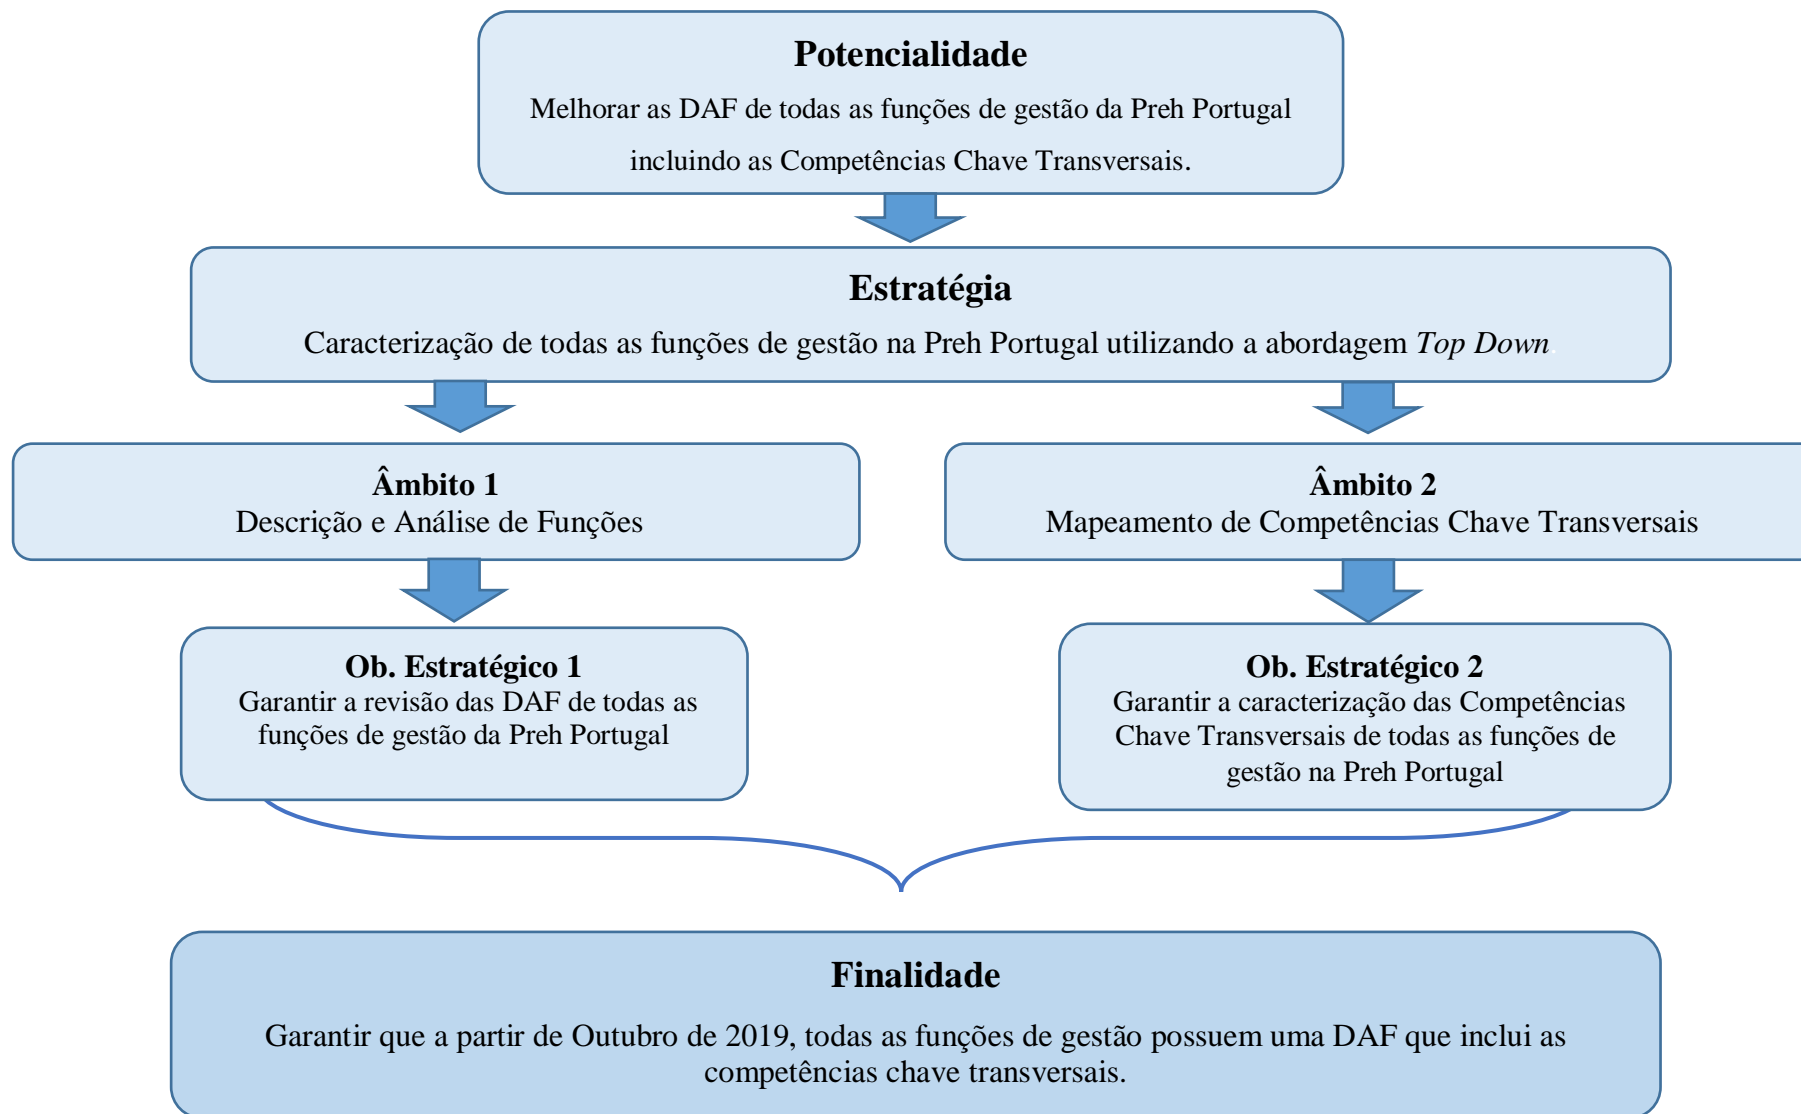 Potencialidade
Melhorar as DAF de todas as funções de gestão da Preh Portugal
incluindo as Competências Chave Transversais.
Estratégia
Caracterização de todas as funções de gestão na Preh Portugal utilizando a abordagem Top Down.
Âmbito 1
Descrição e Análise de Funções
Âmbito 2
Mapeamento de Competências Chave Transversais
Ob. Estratégico 1
Garantir a revisão das DAF de todas as
funções de gestão da Preh Portugal
Ob. Estratégico 2
Garantir a caracterização das Competências
Chave Transversais de todas as funções de
gestão na Preh Portugal
Finalidade
Garantir que a partir de Outubro de 2019, todas as funções de gestão possuem uma DAF que inclui as
competências chave transversais.